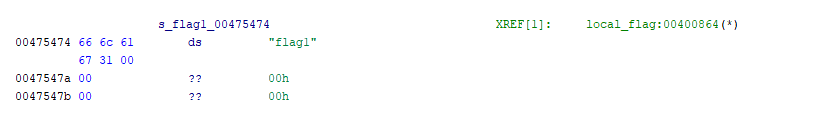 s_flag1_00475474 XREF[1]: local_flag:00400864(*)
00475474 66 6c 61 ds "flag1"
67 31 00
0047547a 00 ?? 00h
0047547b 00 ?? 00h